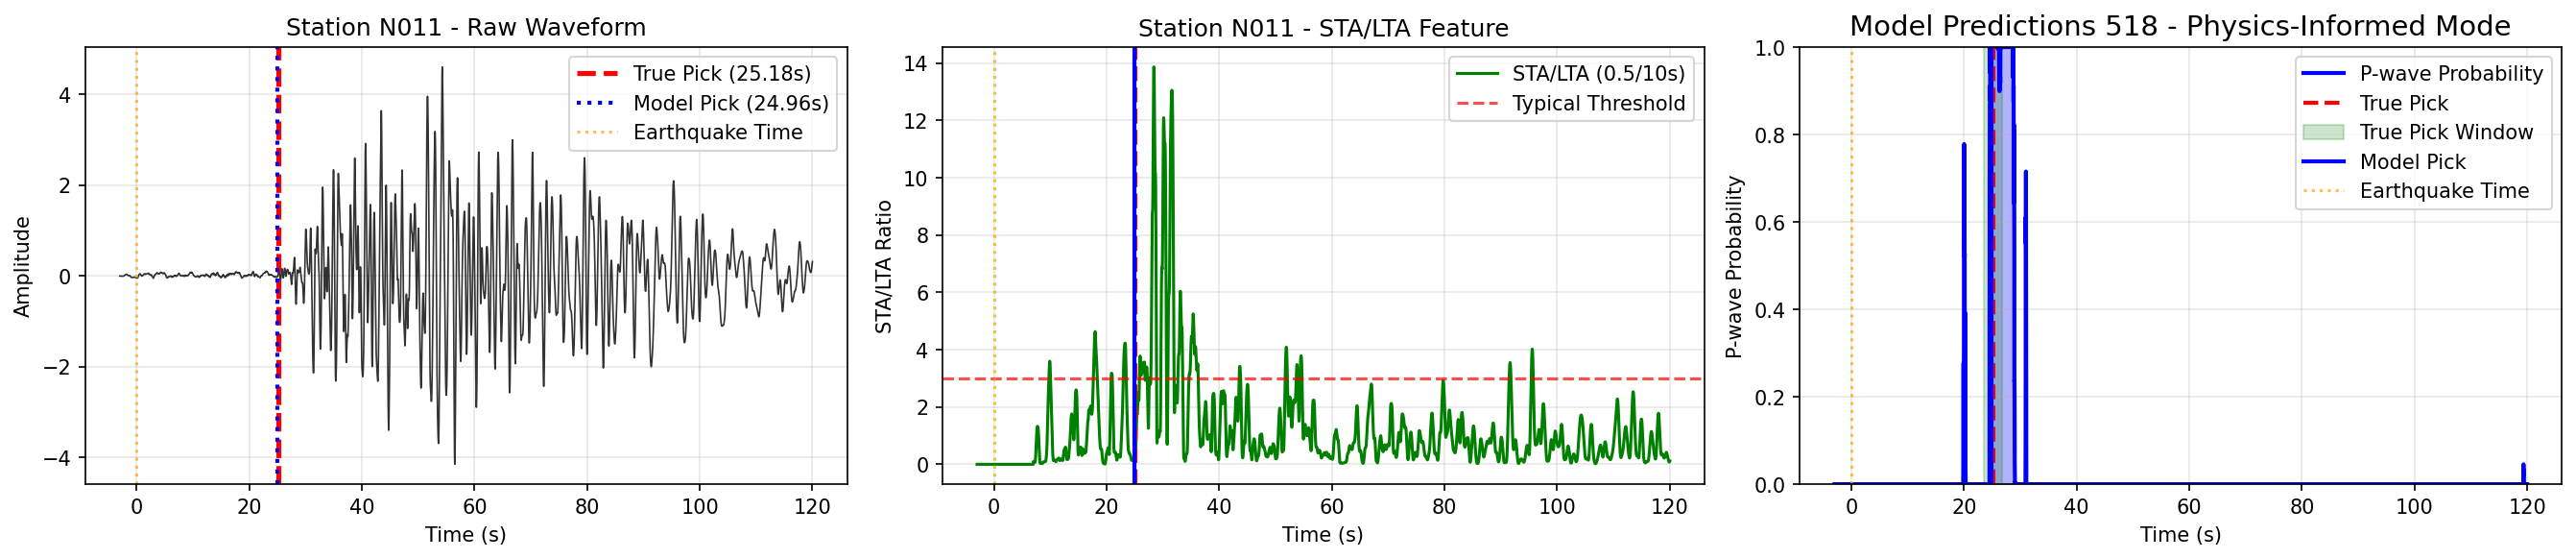 Station N011 - Raw Waveform
True Pick (25.18s)
Model Pick (24.96s)
Earthquake Time
Amplitude
4
2
0
−2
−4
0
20
40
60
80
100
120
Time (s)
Station N011 - STA/LTA Feature
STA/LTA (0.5/10s)
Typical Threshold
STA/LTA Ratio
14
12
10
8
6
4
2
0
0
20
40
60
80
100
120
Time (s)
Model Predictions 518 - Physics-Informed Mode
P-wave Probability
True Pick
True Pick Window
Model Pick
Earthquake Time
P-wave Probability
1.0
0.8
0.6
0.4
0.2
0.0
0
20
40
60
80
100
120
Time (s)